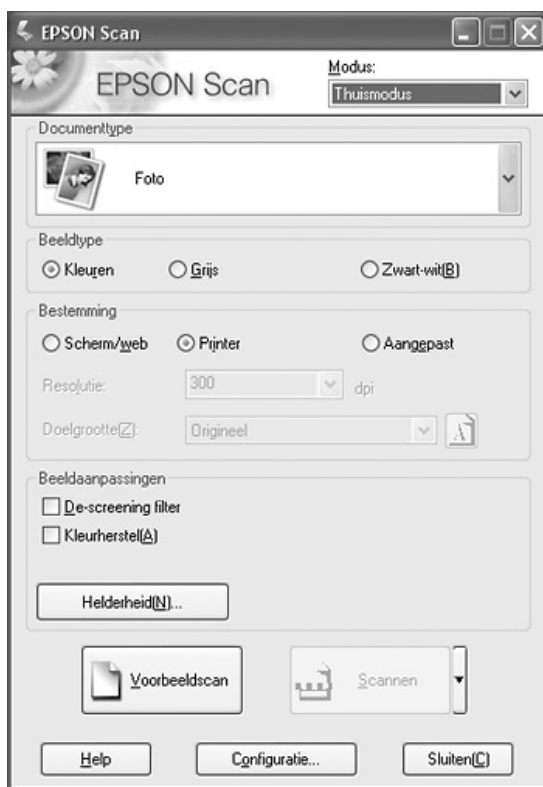 EPSON Scan
EPSON Scan
Modus:
Thuismodus
Documenttype
Foto
Beeldtype
Kleuren Grijs Zwart-wit(B)
Bestemming
Scherm/web Printer Aangepast
Resolutie: 300 dpi
Doelgrootte(Z): Origineel A
Beeldaanpassingen
De-screening filter
Kleurherstel(A)
Helderheid(N)...
Voorbeeldscan Scannen
Help Configuratie... Sluiten(C)